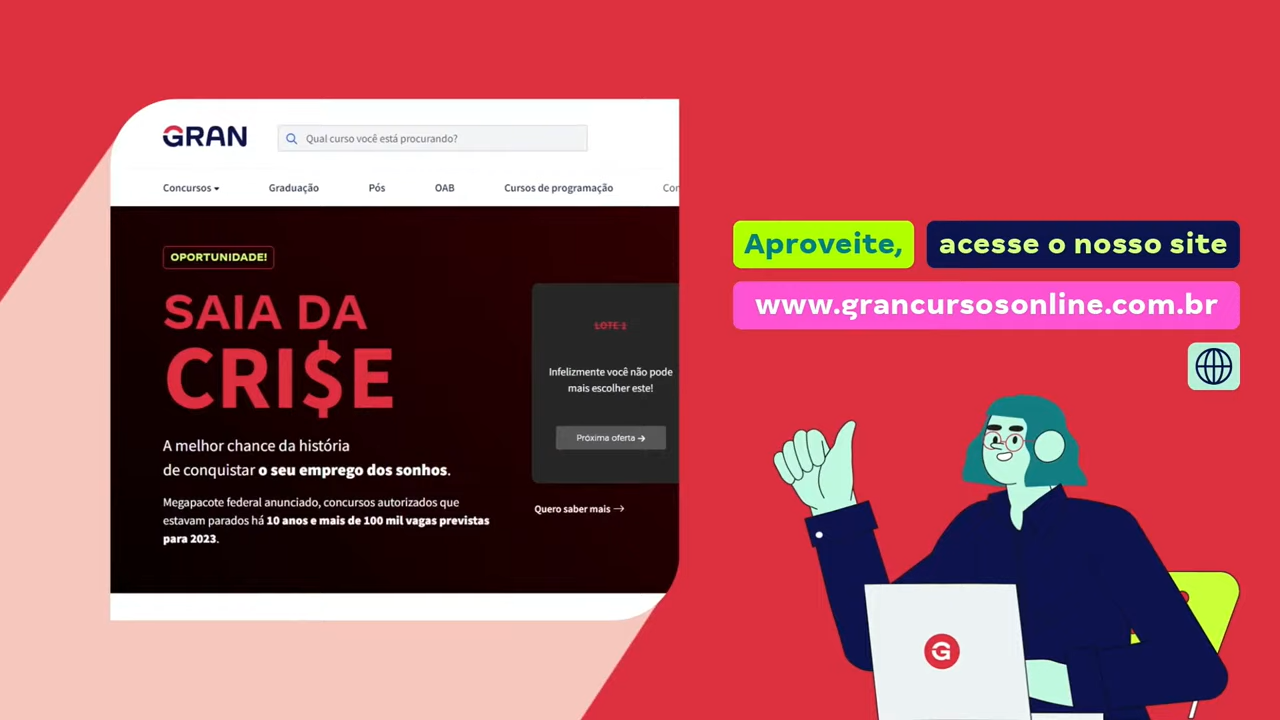 GRAN
Qual curso você está procurando?
Concursos
Graduação
Pós
OAB
Cursos de programação
Con
OPORTUNIDADE!
SAIA DA
CRI$E
A melhor chance da história
de conquistar o seu emprego dos sonhos.
Megapacote federal anunciado, concursos autorizados que
estavam parados há 10 anos e mais de 100 mil vagas previstas
para 2023.
LOTE 1
Infelizmente você não pode
mais escolher este!
Próxima oferta →
Quero saber mais →
Aproveite, acesse o nosso site
www.grancursosonline.com.br
G